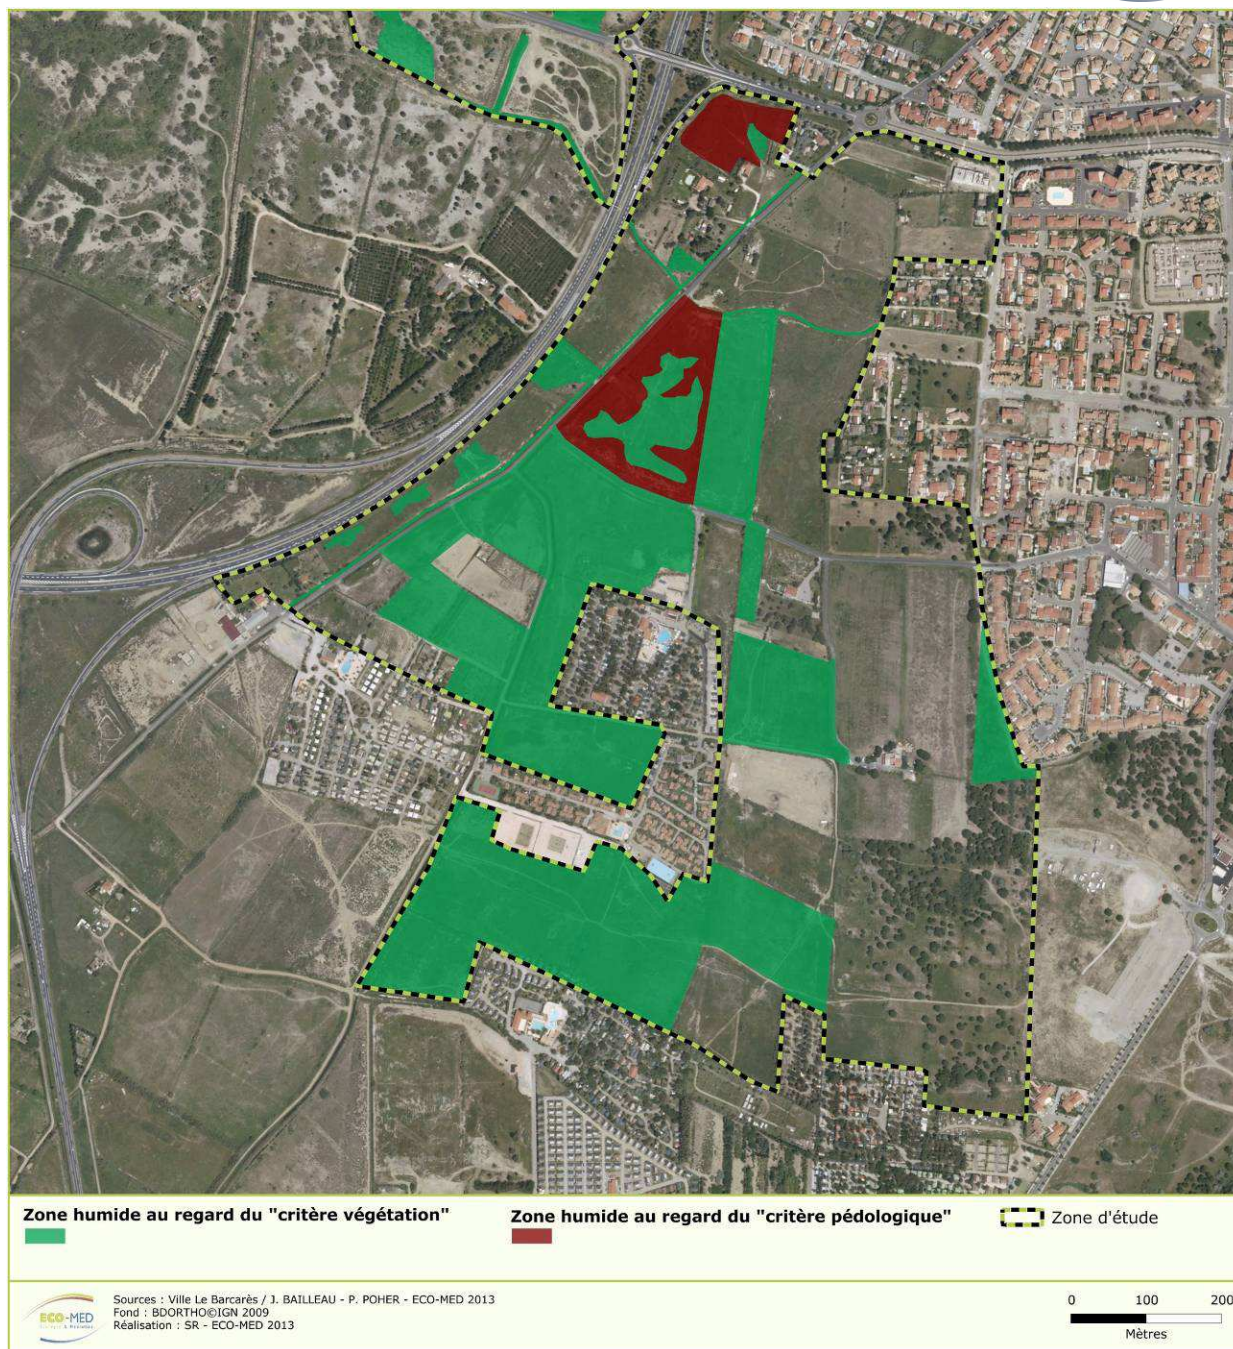 Zone humide au regard du "critère végétation"
Zone humide au regard du "critère pédologique"
Zone d'étude
ECO-MED
Sources : Ville Le Barcarès / J. BAILLEAU - P. POHER - ECO-MED 2013
Fond : BDORTHO©IGN 2009
Réalisation : SR - ECO-MED 2013
0 100 200
Mètres